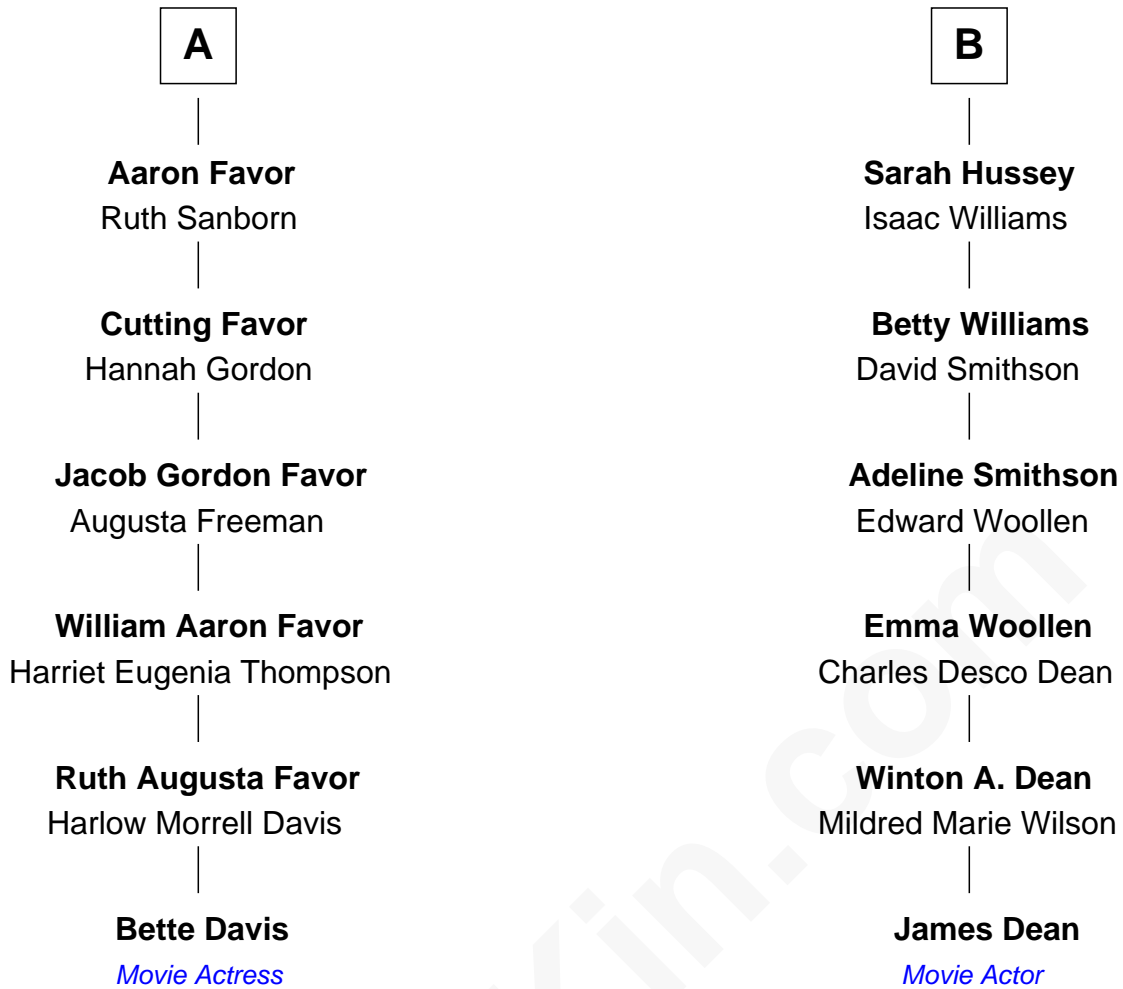 A
B
Aaron Favor
Ruth Sanborn
Sarah Hussey
Isaac Williams
Cutting Favor
Hannah Gordon
Betty Williams
David Smithson
Jacob Gordon Favor
Augusta Freeman
Adeline Smithson
Edward Woollen
William Aaron Favor
Harriet Eugenia Thompson
Emma Woollen
Charles Desco Dean
Ruth Augusta Favor
Harlow Morrell Davis
Winton A. Dean
Mildred Marie Wilson
Bette Davis
Movie Actress
James Dean
Movie Actor